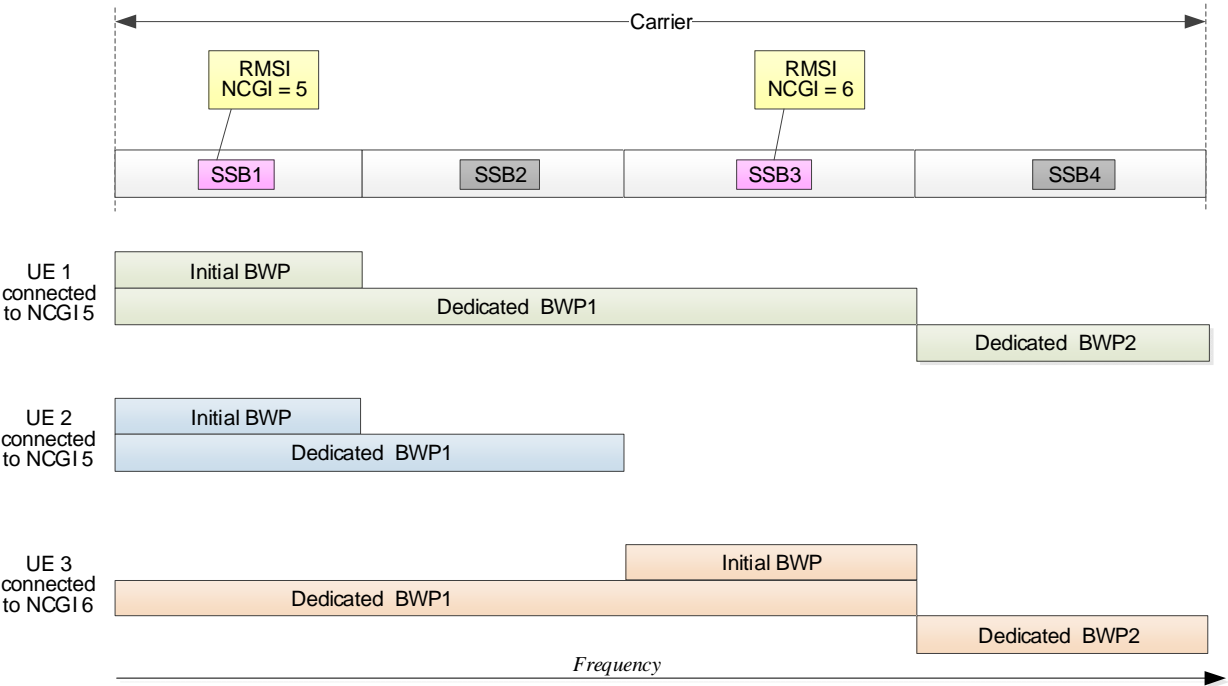 Carrier
RMSI
NCGI = 5
RMSI
NCGI = 6
SSB1
SSB2
SSB3
SSB4
UE 1
connected
to NCGI 5
Initial BWP
Dedicated BWP1
Dedicated BWP2
UE 2
connected
to NCGI 5
Initial BWP
Dedicated BWP1
UE 3
connected
to NCGI 6
Initial BWP
Dedicated BWP1
Dedicated BWP2
Frequency